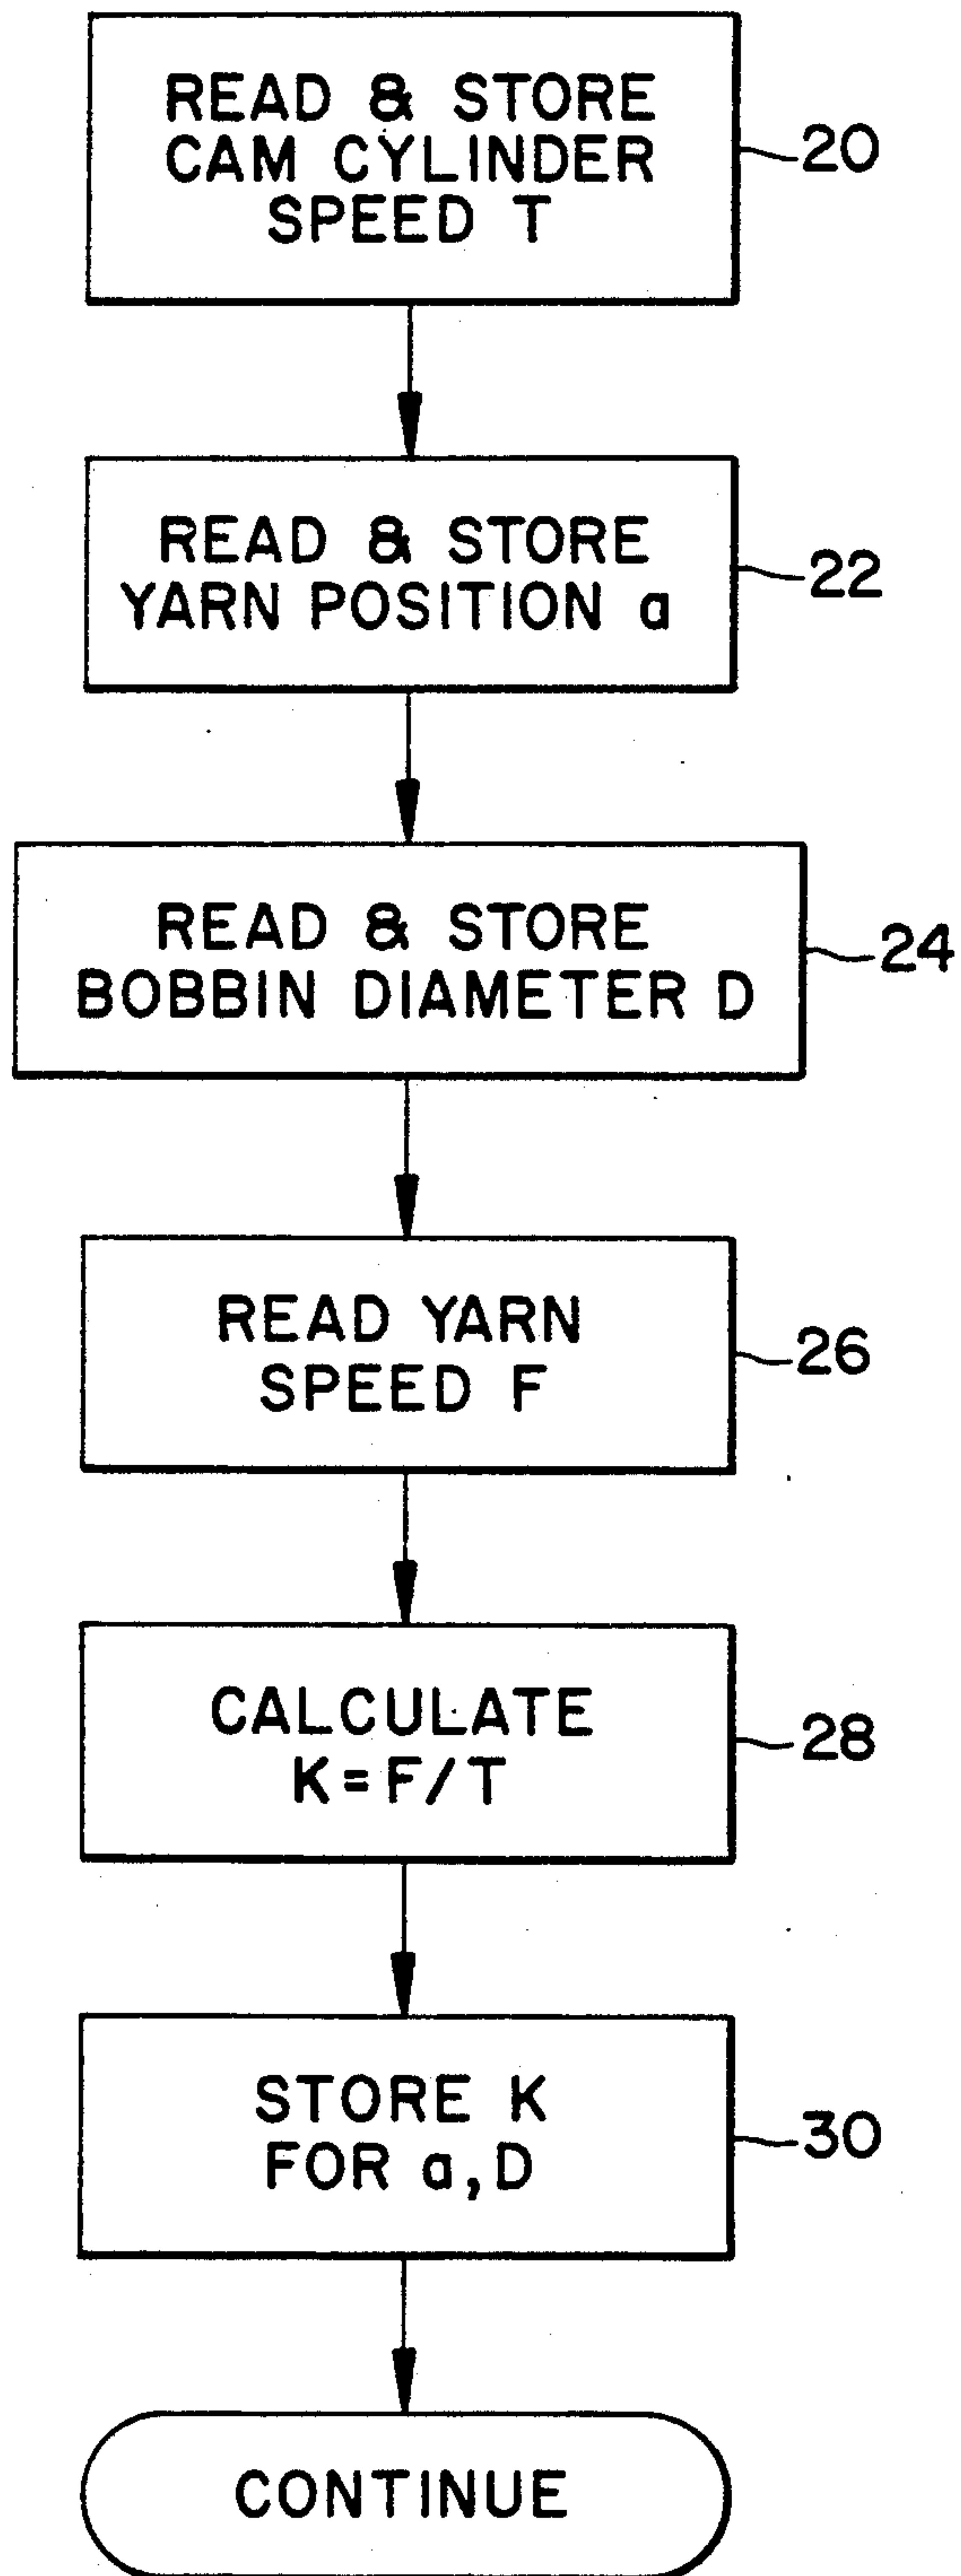 READ & STORE
CAM CYLINDER
SPEED T
20
READ & STORE
YARN POSITION a
22
READ & STORE
BOBBIN DIAMETER D
24
READ YARN
SPEED F
26
CALCULATE
K=F/T
28
STORE K
FOR a,D
30
CONTINUE